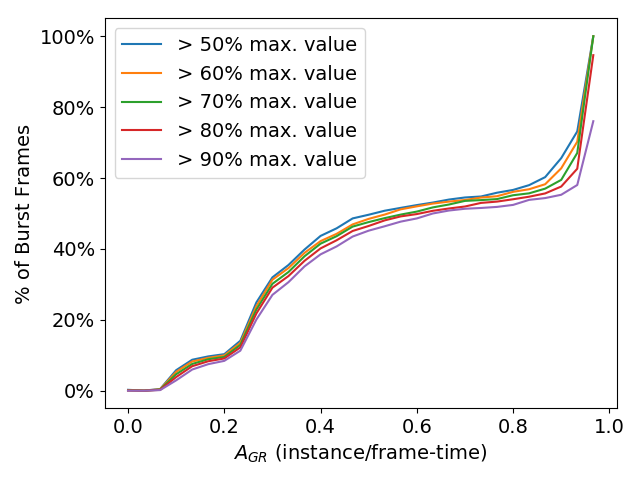 > 50% max. value
> 60% max. value
> 70% max. value
> 80% max. value
> 90% max. value
100%
80%
60%
40%
20%
0%
% of Burst Frames
0.0 0.2 0.4 0.6 0.8 1.0
A_GR (instance/frame-time)